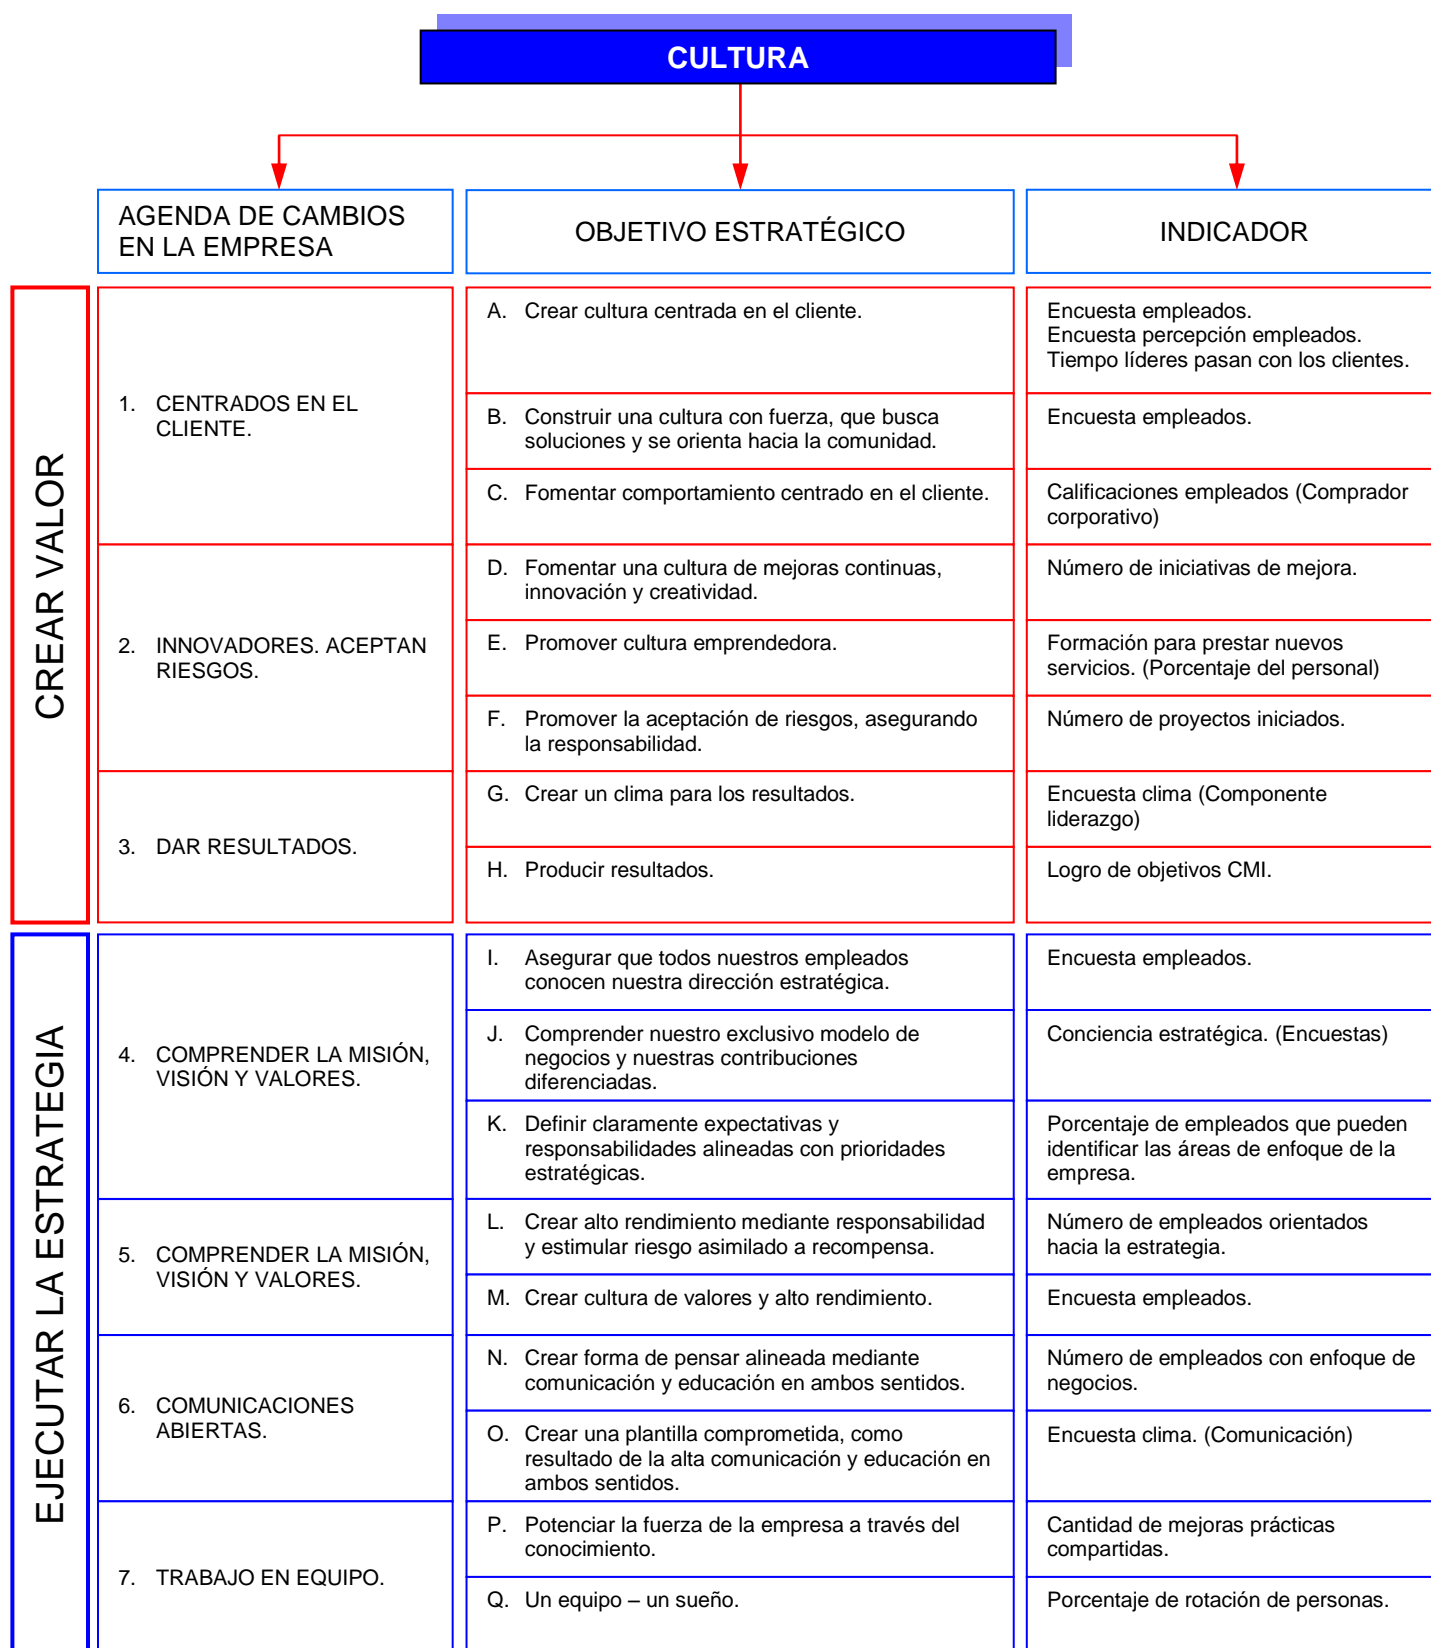 CULTURA
AGENDA DE CAMBIOS
EN LA EMPRESA
OBJETIVO ESTRATÉGICO
INDICADOR
CREAR VALOR
1. CENTRADOS EN EL
CLIENTE.
A. Crear cultura centrada en el cliente.
Encuesta empleados.
Encuesta percepción empleados.
Tiempo líderes pasan con los clientes.
B. Construir una cultura con fuerza, que busca
soluciones y se orienta hacia la comunidad.
Encuesta empleados.
C. Fomentar comportamiento centrado en el cliente.
Calificaciones empleados (Comprador
corporativo)
2. INNOVADORES. ACEPTAN
RIESGOS.
D. Fomentar una cultura de mejoras continuas,
innovación y creatividad.
Número de iniciativas de mejora.
E. Promover cultura emprendedora.
Formación para prestar nuevos
servicios. (Porcentaje del personal)
F. Promover la aceptación de riesgos, asegurando
la responsabilidad.
Número de proyectos iniciados.
3. DAR RESULTADOS.
G. Crear un clima para los resultados.
Encuesta clima (Componente
liderazgo)
H. Producir resultados.
Logro de objetivos CMI.
EJECUTAR LA ESTRATEGIA
4. COMPRENDER LA MISIÓN,
VISIÓN Y VALORES.
I. Asegurar que todos nuestros empleados
conocen nuestra dirección estratégica.
Encuesta empleados.
J. Comprender nuestro exclusivo modelo de
negocios y nuestras contribuciones
diferenciadas.
Conciencia estratégica. (Encuestas)
K. Definir claramente expectativas y
responsabilidades alineadas con prioridades
estratégicas.
Porcentaje de empleados que pueden
identificar las áreas de enfoque de la
empresa.
5. COMPRENDER LA MISIÓN,
VISIÓN Y VALORES.
L. Crear alto rendimiento mediante responsabilidad
y estimular riesgo asimilado a recompensa.
Número de empleados orientados
hacia la estrategia.
M. Crear cultura de valores y alto rendimiento.
Encuesta empleados.
6. COMUNICACIONES
ABIERTAS.
N. Crear forma de pensar alineada mediante
comunicación y educación en ambos sentidos.
Número de empleados con enfoque de
negocios.
O. Crear una plantilla comprometida, como
resultado de la alta comunicación y educación en
ambos sentidos.
Encuesta clima. (Comunicación)
7. TRABAJO EN EQUIPO.
P. Potenciar la fuerza de la empresa a través del
conocimiento.
Cantidad de mejoras prácticas
compartidas.
Q. Un equipo – un sueño.
Porcentaje de rotación de personas.